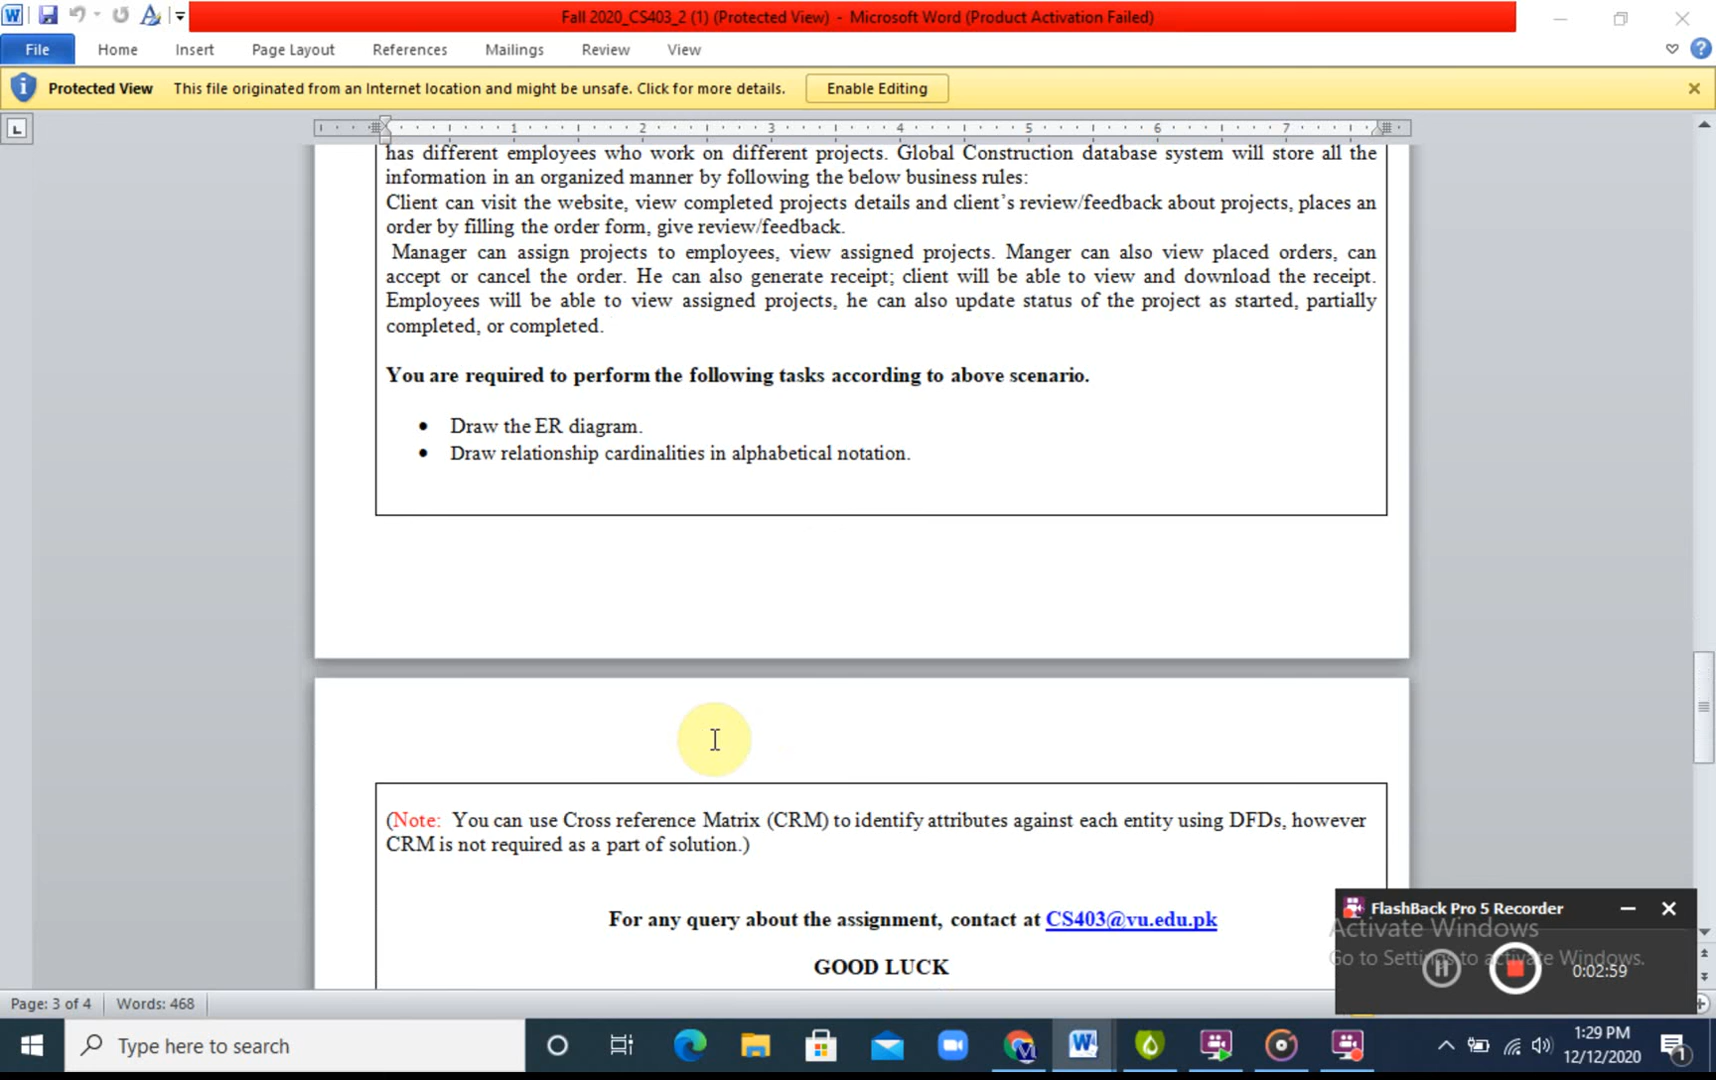 Fall 2020_CS403_2 (1) (Protected View) - Microsoft Word (Product Activation Failed)
File Home Insert Page Layout References Mailings Review View
Protected View This file originated from an Internet location and might be unsafe. Click for more details. Enable Editing
1 2 3 4 5 6 7
has different employees who work on different projects. Global Construction database system will store all the
information in an organized manner by following the below business rules:
Client can visit the website, view completed projects details and client’s review/feedback about projects, places an
order by filling the order form, give review/feedback.
Manager can assign projects to employees, view assigned projects. Manger can also view placed orders, can
accept or cancel the order. He can also generate receipt; client will be able to view and download the receipt.
Employees will be able to view assigned projects, he can also update status of the project as started, partially
completed, or completed.
You are required to perform the following tasks according to above scenario.
• Draw the ER diagram.
• Draw relationship cardinalities in alphabetical notation.
(Note: You can use Cross reference Matrix (CRM) to identify attributes against each entity using DFDs, however
CRM is not required as a part of solution.)
For any query about the assignment, contact at CS403@vu.edu.pk
GOOD LUCK
FlashBack Pro 5 Recorder
Activate Windows
Go to Settings to activate Windows.
0:02:59
Page: 3 of 4 Words: 468
Type here to search
1:29 PM
12/12/2020
1